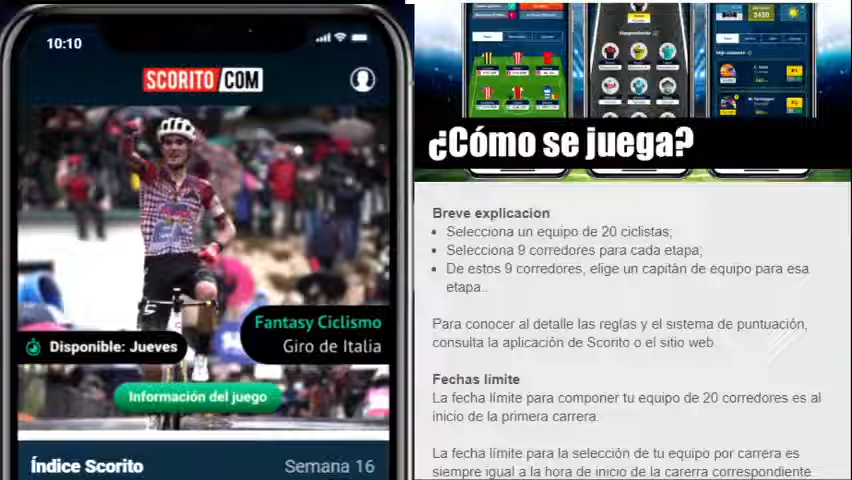 10:10
SCORITO/COM
Fantasy Ciclismo
Giro de Italia
Disponible: Jueves
Información del juego
Índice Scorito
Semana 16
¿Cómo se juega?
Breve explicacion
• Selecciona un equipo de 20 ciclistas;
• Selecciona 9 corredores para cada etapa;
• De estos 9 corredores, elige un capitán de equipo para esa
etapa..
Para conocer al detalle las reglas y el sistema de puntuación,
consulta la aplicación de Scorito o el sitio web.
Fechas límite
La fecha límite para componer tu equipo de 20 corredores es al
inicio de la primera carrera.
La fecha límite para la selección de tu equipo por carrera es
siempre igual a la hora de inicio de la carerra correspondiente